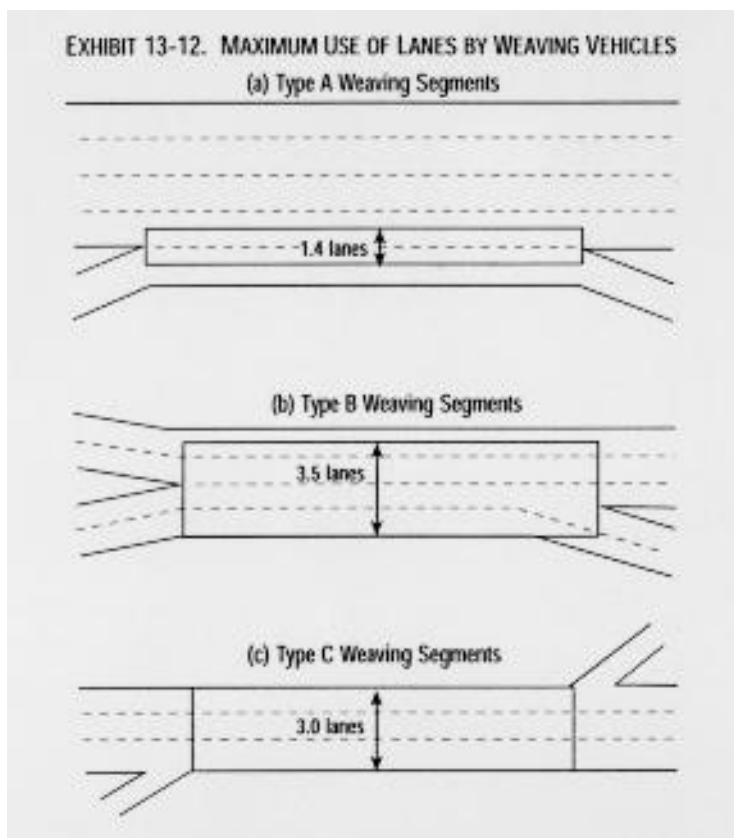 EXHIBIT 13-12. MAXIMUM USE OF LANES BY WEAVING VEHICLES
(a) Type A Weaving Segments
1.4 lanes
(b) Type B Weaving Segments
3.5 lanes
(c) Type C Weaving Segments
3.0 lanes